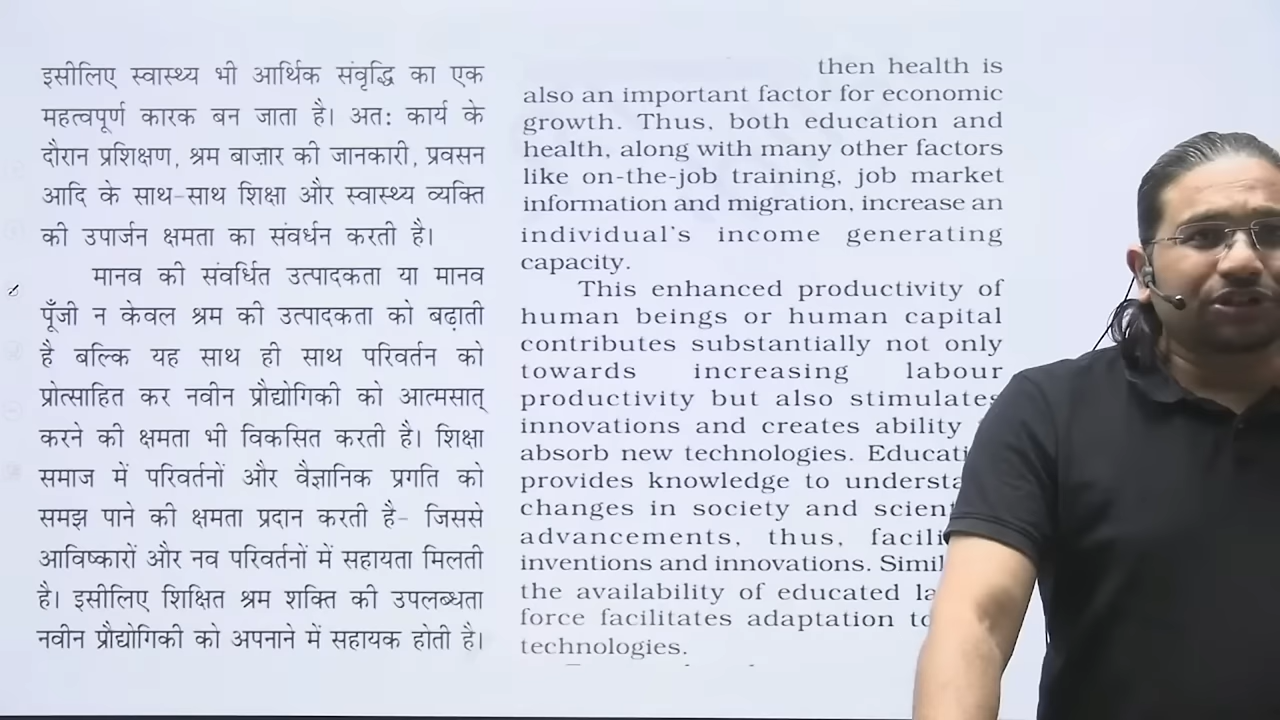 इसीलिए स्वास्थ्य भी आर्थिक संवृद्धि का एक
महत्वपूर्ण कारक बन जाता है। अतः कार्य के
दौरान प्रशिक्षण, श्रम बाज़ार की जानकारी, प्रवसन
आदि के साथ-साथ शिक्षा और स्वास्थ्य व्यक्ति
की उपार्जन क्षमता का संवर्धन करती है।
मानव की संवर्धित उत्पादकता या मानव
पूँजी न केवल श्रम की उत्पादकता को बढ़ाती
है बल्कि यह साथ ही साथ परिवर्तन को
प्रोत्साहित कर नवीन प्रौद्योगिकी को आत्मसात्
करने की क्षमता भी विकसित करती है। शिक्षा
समाज में परिवर्तनों और वैज्ञानिक प्रगति को
समझ पाने की क्षमता प्रदान करती है- जिससे
आविष्कारों और नव परिवर्तनों में सहायता मिलती
है। इसीलिए शिक्षित श्रम शक्ति की उपलब्धता
नवीन प्रौद्योगिकी को अपनाने में सहायक होती है।
then health is
also an important factor for economic
growth. Thus, both education and
health, along with many other factors
like on-the-job training, job market
information and migration, increase an
individual's income generating
capacity.
This enhanced productivity of
human beings or human capital
contributes substantially not only
towards increasing labour
productivity but also stimulates
innovations and creates ability
absorb new technologies.
provides knowledge to
changes in society and
advancements, thus,
inventions and innovations.
the availability of educated
force facilitates adaptation
technologies.